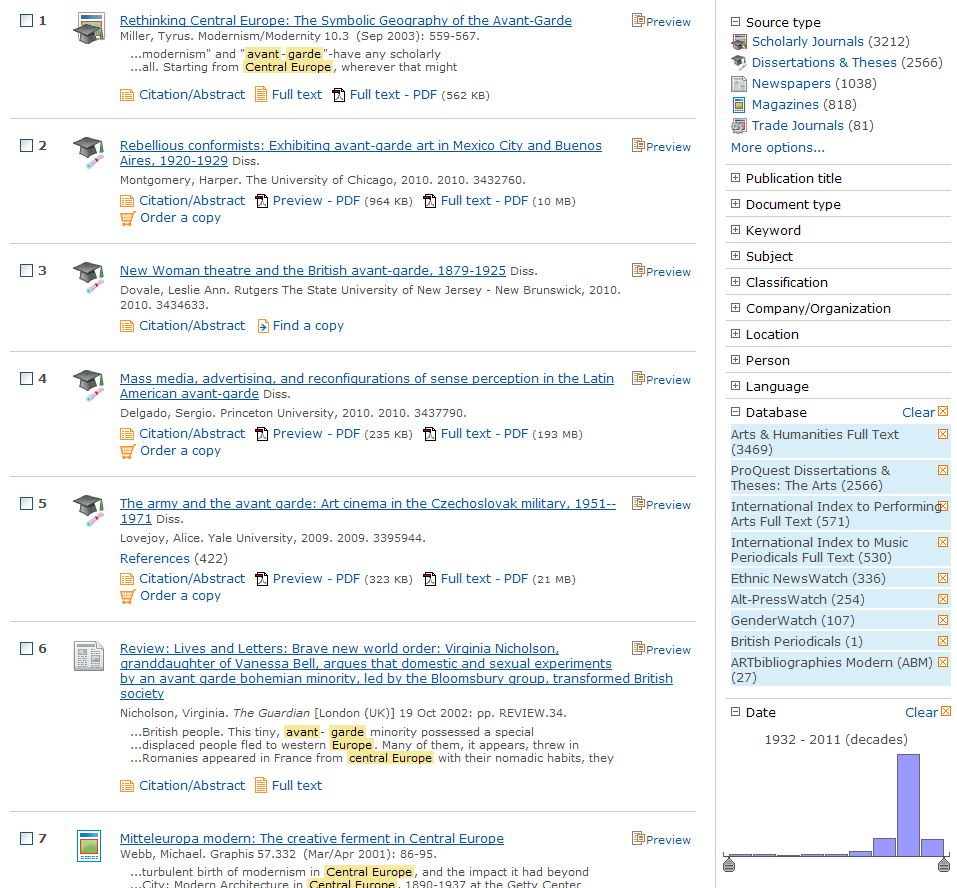 1
Rethinking Central Europe: The Symbolic Geography of the Avant-Garde
Preview
Miller, Tyrus. Modernism/Modernity 10.3 (Sep 2003): 559-567.
...modernism" and "avant-garde"-have any scholarly
...all. Starting from Central Europe, wherever that might
Citation/Abstract Full text Full text - PDF (562 KB)
2
Rebellious conformists: Exhibiting avant-garde art in Mexico City and Buenos
Aires, 1920-1929 Diss.
Preview
Montgomery, Harper. The University of Chicago, 2010. 2010. 3432760.
Citation/Abstract Preview - PDF (964 KB) Full text - PDF (10 MB)
Order a copy
3
New Woman theatre and the British avant-garde, 1879-1925 Diss.
Preview
Dovale, Leslie Ann. Rutgers The State University of New Jersey - New Brunswick, 2010.
2010. 3434633.
Citation/Abstract Find a copy
4
Mass media, advertising, and reconfigurations of sense perception in the Latin
American avant-garde Diss.
Preview
Delgado, Sergio. Princeton University, 2010. 2010. 3437790.
Citation/Abstract Preview - PDF (235 KB) Full text - PDF (193 MB)
Order a copy
5
The army and the avant garde: Art cinema in the Czechoslovak military, 1951--
1971 Diss.
Preview
Lovejoy, Alice. Yale University, 2009. 2009. 3395944.
References (422)
Citation/Abstract Preview - PDF (323 KB) Full text - PDF (21 MB)
Order a copy
6
Review: Lives and Letters: Brave new world order: Virginia Nicholson,
granddaughter of Vanessa Bell, argues that domestic and sexual experiments
by an avant garde bohemian minority, led by the Bloomsbury group, transformed British
society
Preview
Nicholson, Virginia. The Guardian [London (UK)] 19 Oct 2002: pp. REVIEW.34.
...British people. This tiny, avant- garde minority possessed a special
...displaced people fled to western Europe. Many of them, it appears, threw in
...Romanies appeared in France from central Europe with their nomadic habits, they
Citation/Abstract Full text
7
Mitteleuropa modern: The creative ferment in Central Europe
Preview
Webb, Michael. Graphis 57.332 (Mar/Apr 2001): 86-95.
...turbulent birth of modernism in Central Europe, and the impact it had beyond
...City: Modern Architecture in Central Europe, 1890-1937 at the Getty Center
Source type
Scholarly Journals (3212)
Dissertations & Theses (2566)
Newspapers (1038)
Magazines (818)
Trade Journals (81)
More options...
Publication title
Document type
Keyword
Subject
Classification
Company/Organization
Location
Person
Language
Database Clear
Arts & Humanities Full Text
(3469)
ProQuest Dissertations &
Theses: The Arts (2566)
International Index to Performing
Arts Full Text (571)
International Index to Music
Periodicals Full Text (530)
Ethnic NewsWatch (336)
Alt-PressWatch (254)
GenderWatch (107)
British Periodicals (1)
ARTbibliographies Modern (ABM)
(27)
Date Clear
1932 - 2011 (decades)